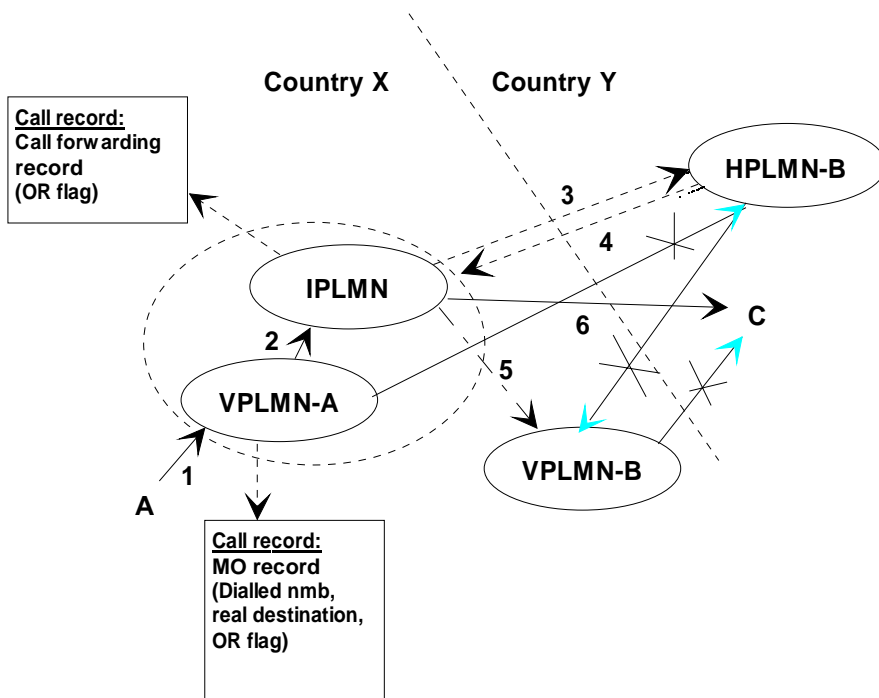 Country X
Country Y
Call record:
Call forwarding
record
(OR flag)
HPLMN-B
3
4
IPLMN
C
2
6
5
VPLMN-A
1
VPLMN-B
A
Call record:
MO record
(Dialled nmb,
real destination,
OR flag)